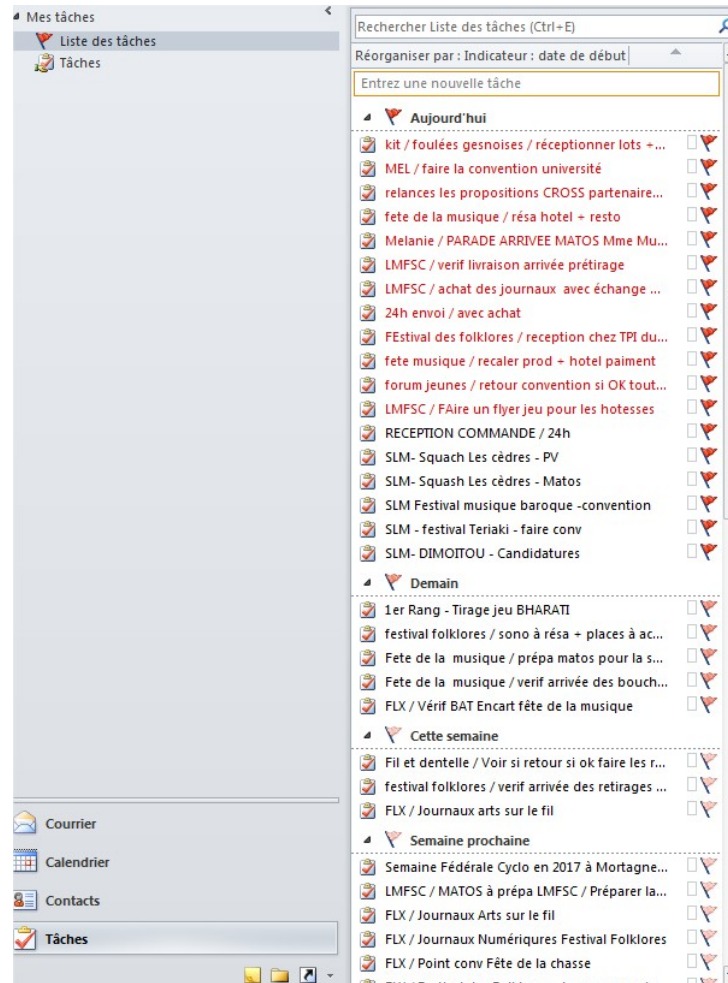 Mes tâches
Liste des tâches
Tâches
Courrier
Calendrier
Contacts
Tâches
Rechercher Liste des tâches (Ctrl+E)
Réorganiser par : Indicateur : date de début
Entrez une nouvelle tâche
Aujourd'hui
kit / foulées gesnoises / réceptionner lots +...
MEL / faire la convention université
relances les propositions CROSS partenaire...
fete de la musique / résa hotel + resto
Melanie / PARADE ARRIVEE MATOS Mme Mu...
LMFSC / verif livraison arrivée prétirage
LMFSC / achat des journaux avec échange ...
24h envoi / avec achat
FEstival des folklores / reception chez TPI du...
fete musique / recaler prod + hotel paiment
forum jeunes / retour convention si OK tout...
LMFSC / FAire un flyer jeu pour les hotesses
RECEPTION COMMANDE / 24h
SLM- Squach Les cèdres - PV
SLM- Squash Les cèdres - Matos
SLM Festival musique baroque -convention
SLM - festival Teriaki - faire conv
SLM- DIMOITOU - Candidatures
Demain
1er Rang - Tirage jeu BHARATI
festival folklores / sono à résa + places à ac...
Fete de la musique / prépa matos pour la s...
Fete de la musique / verif arrivée des bouch...
FLX / Vérif BAT Encart fête de la musique
Cette semaine
Fil et dentelle / Voir si retour si ok faire les r...
festival folklores / verif arrivée des retirages ...
FLX / Journaux arts sur le fil
Semaine prochaine
Semaine Fédérale Cyclo en 2017 à Mortagne...
LMFSC / MATOS à prépa LMFSC / Préparer la...
FLX / Journaux Arts sur le fil
FLX / Journaux Numériqures Festival Folklores
FLX / Point conv Fête de la chasse